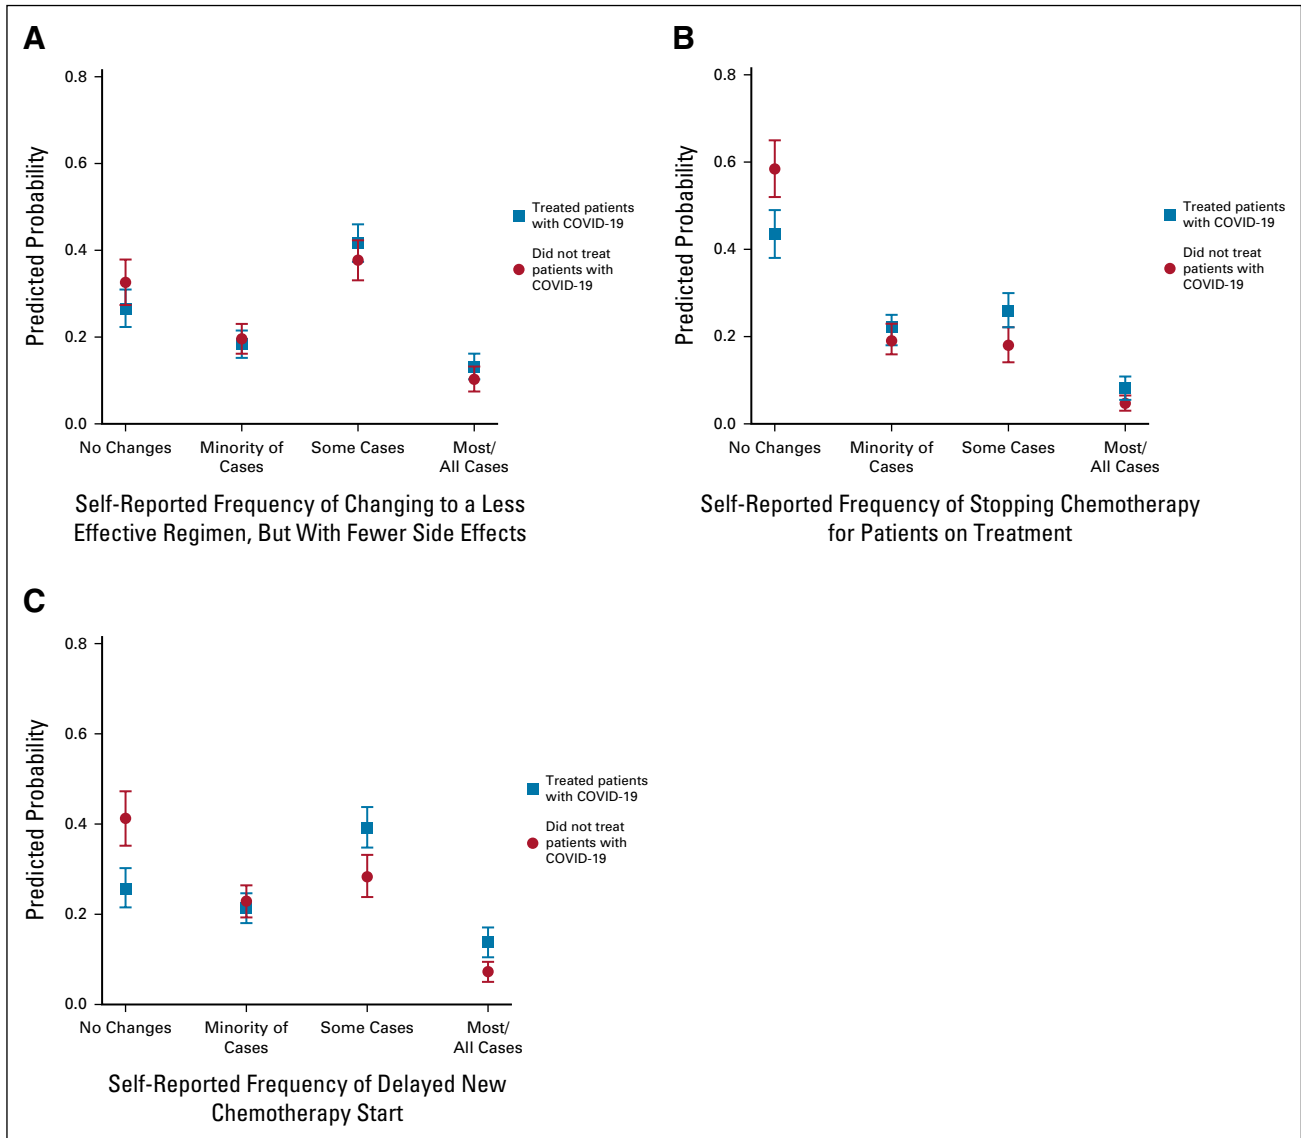 A
0.8
0.6
0.4
0.2
0.0
Predicted Probability
No Changes
Minority of
Cases
Some Cases
Most/
All Cases
Self-Reported Frequency of Changing to a Less
Effective Regimen, But With Fewer Side Effects
Treated patients
with COVID-19
Did not treat
patients with
COVID-19
B
0.8
0.6
0.4
0.2
0.0
Predicted Probability
No Changes
Minority of
Cases
Some Cases
Most/
All Cases
Self-Reported Frequency of Stopping Chemotherapy
for Patients on Treatment
Treated patients
with COVID-19
Did not treat
patients with
COVID-19
C
0.8
0.6
0.4
0.2
0.0
Predicted Probability
No Changes
Minority of
Cases
Some Cases
Most/
All Cases
Self-Reported Frequency of Delayed New
Chemotherapy Start
Treated patients
with COVID-19
Did not treat
patients with
COVID-19